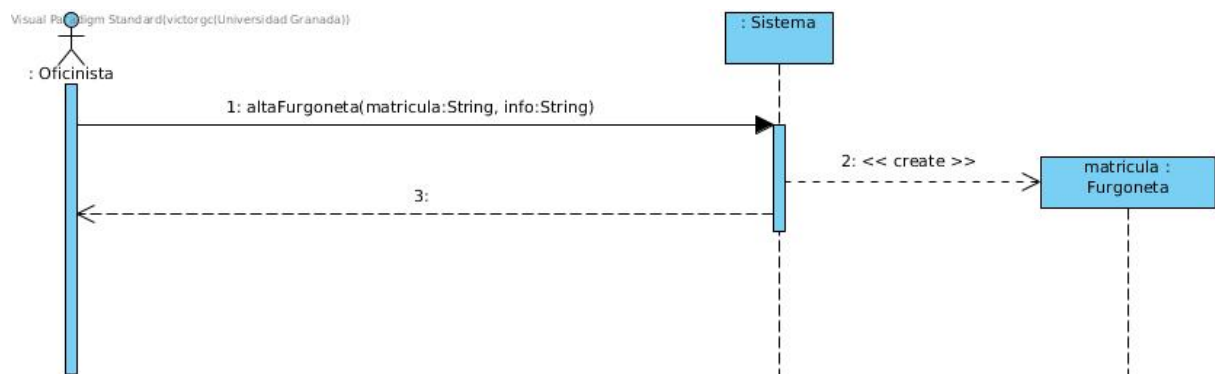 Visual Paradigm Standard(victorgc(Universidad Granada))
: Sistema
: Oficinista
1: altaFurgoneta(matricula:String, info:String)
2: << create >>
matricula :
Furgoneta
3: